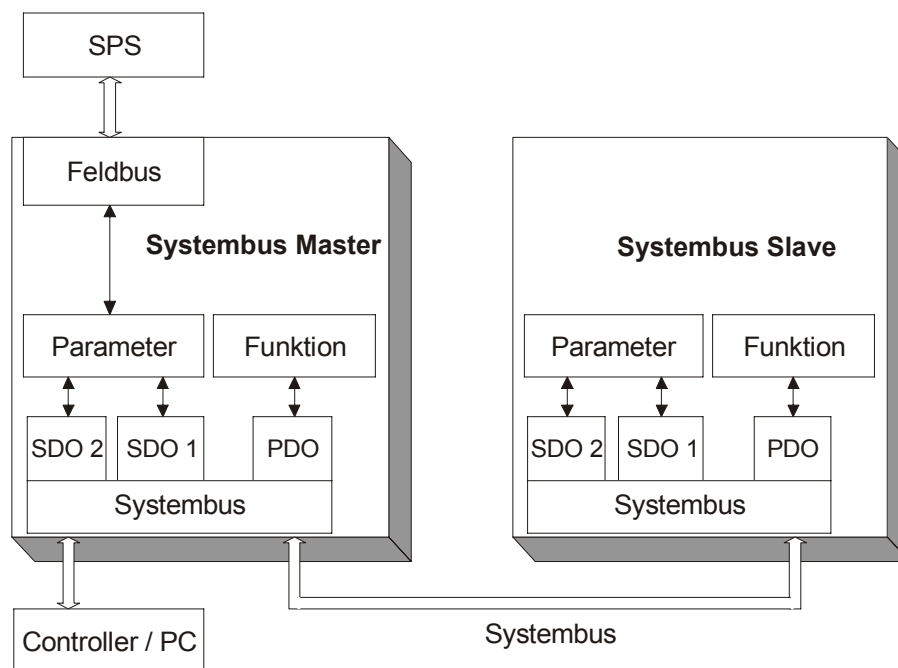 SPS
Feldbus
Systembus Master
Parameter
Funktion
SDO 2
SDO 1
PDO
Systembus
Controller / PC
Systembus Slave
Parameter
Funktion
SDO 2
SDO 1
PDO
Systembus
Systembus